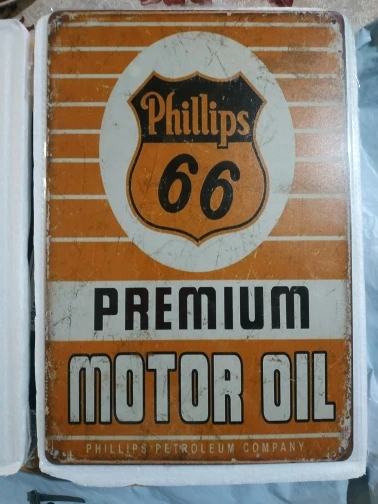 Phillips
66
PREMIUM
MOTOR OIL
PHILLIPS PETROLEUM COMPANY